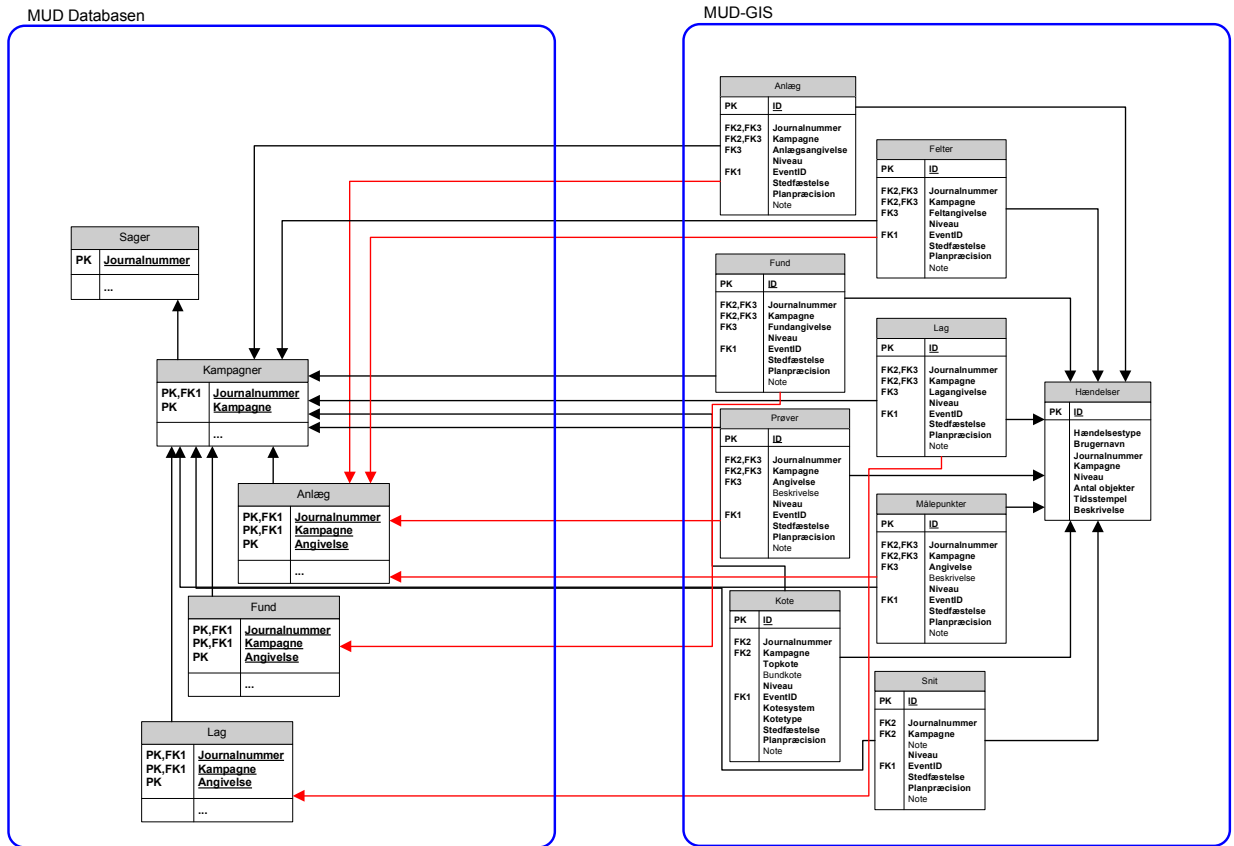 MUD Databasen
MUD-GIS
Sager
PK Journalnummer
...
Kampagner
PK,FK1 Journalnummer
PK Kampagne
...
Anlæg
PK,FK1 Journalnummer
PK,FK1 Kampagne
PK Angivelse
...
Fund
PK,FK1 Journalnummer
PK,FK1 Kampagne
PK Angivelse
...
Lag
PK,FK1 Journalnummer
PK,FK1 Kampagne
PK Angivelse
...
Anlæg
PK ID
FK2,FK3 Journalnummer
FK2,FK3 Kampagne
FK3 Anlægsangivelse
Niveau
FK1 EventID
Stedfæstelse
Planpræcision
Note
Felter
PK ID
FK2,FK3 Journalnummer
FK2,FK3 Kampagne
FK3 Feltangivelse
Niveau
FK1 EventID
Stedfæstelse
Planpræcision
Note
Fund
PK ID
FK2,FK3 Journalnummer
FK2,FK3 Kampagne
FK3 Fundangivelse
Niveau
FK1 EventID
Stedfæstelse
Planpræcision
Note
Lag
PK ID
FK2,FK3 Journalnummer
FK2,FK3 Kampagne
FK3 Lagangivelse
Niveau
FK1 EventID
Stedfæstelse
Planpræcision
Note
Hændelser
PK ID
Hændelsestype
Brugernavn
Journalnummer
Kampagne
Niveau
Antal objekter
Tidsstempel
Beskrivelse
Prøver
PK ID
FK2,FK3 Journalnummer
FK2,FK3 Kampagne
FK3 Angivelse
Beskrivelse
Niveau
FK1 EventID
Stedfæstelse
Planpræcision
Note
Målepunkter
PK ID
FK2,FK3 Journalnummer
FK2,FK3 Kampagne
FK3 Angivelse
Beskrivelse
Niveau
FK1 EventID
Stedfæstelse
Planpræcision
Note
Kote
PK ID
FK2 Journalnummer
FK2 Kampagne
Topkote
Bundkote
Niveau
FK1 EventID
Kotesystem
Kotetype
Stedfæstelse
Planpræcision
Note
Snit
PK ID
FK2 Journalnummer
FK2 Kampagne
Note
Niveau
FK1 EventID
Stedfæstelse
Planpræcision
Note